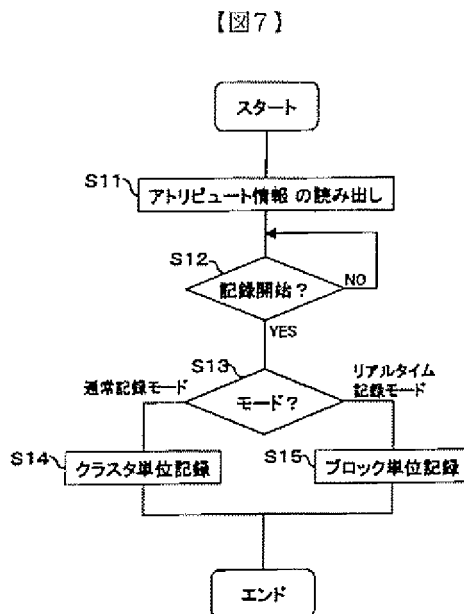 【図7】
スタート
S11
アトリビュート情報 の読み出し
S12
記録開始？
NO
YES
S13
通常記録モード
モード？
リアルタイム
記録モード
S14
クラスタ単位記録
S15
ブロック単位記録
エンド